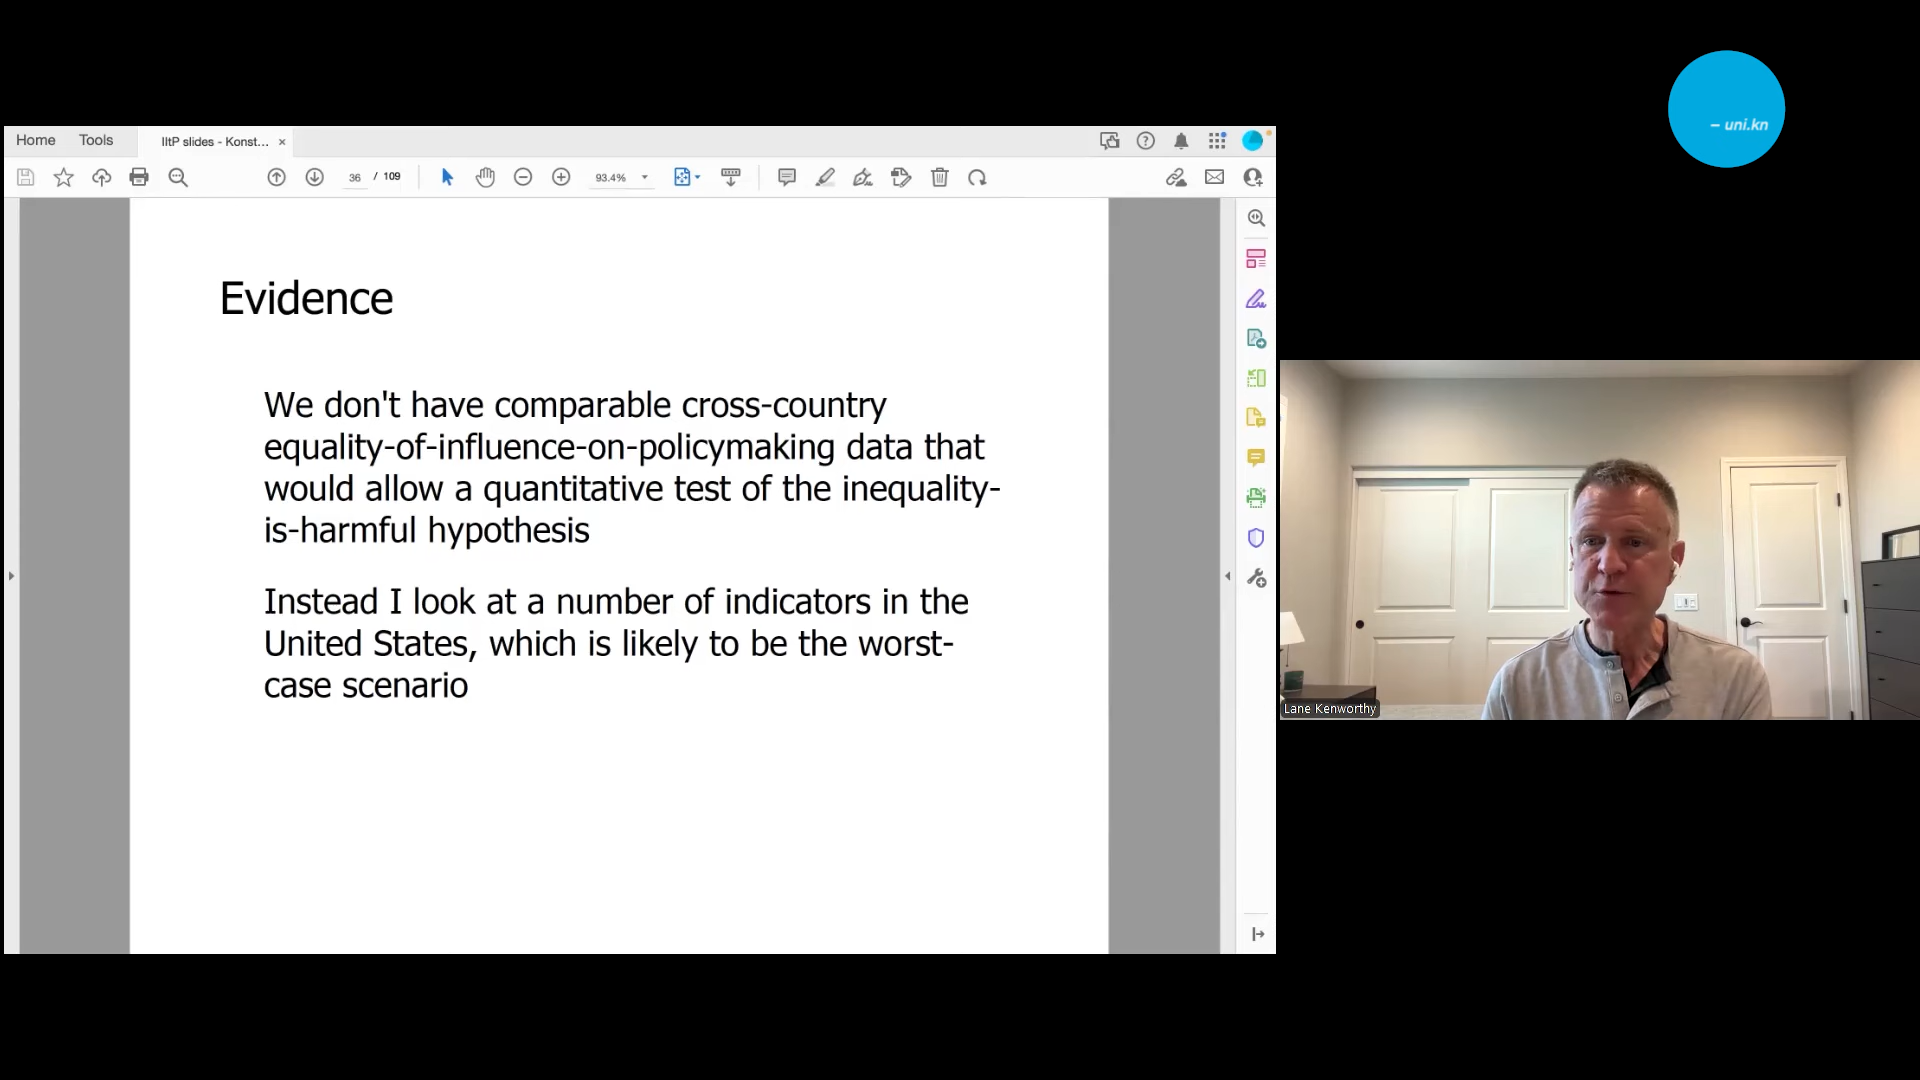 – uni.kn
Home Tools IItP slides - Konst... ×
36 / 109 93.4%
Evidence
We don't have comparable cross-country
equality-of-influence-on-policymaking data that
would allow a quantitative test of the inequality-
is-harmful hypothesis
Instead I look at a number of indicators in the
United States, which is likely to be the worst-
case scenario
Lane Kenworthy